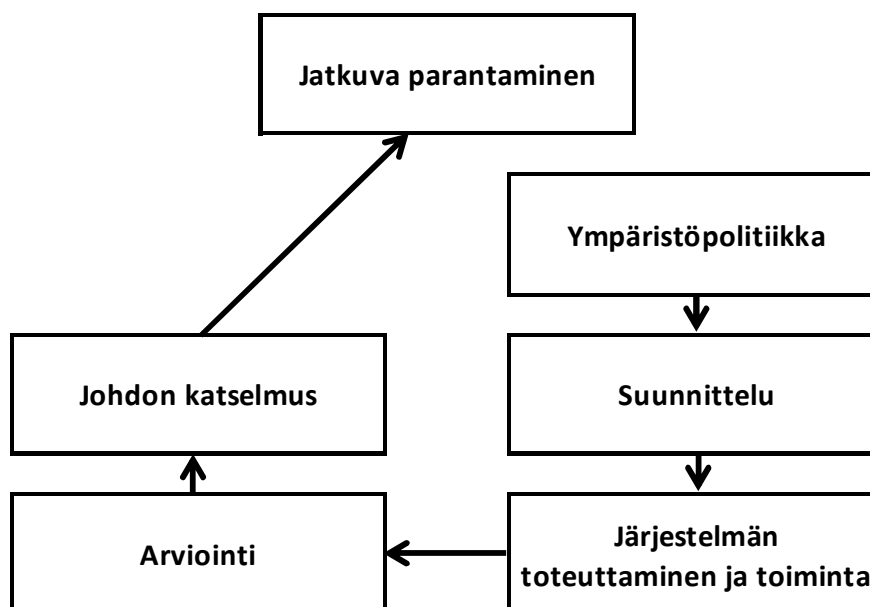 Jatkuva parantaminen
Ympäristöpolitiikka
Johdon katselmus
Suunnittelu
Arviointi
Järjestelmän
toteuttaminen ja toiminta